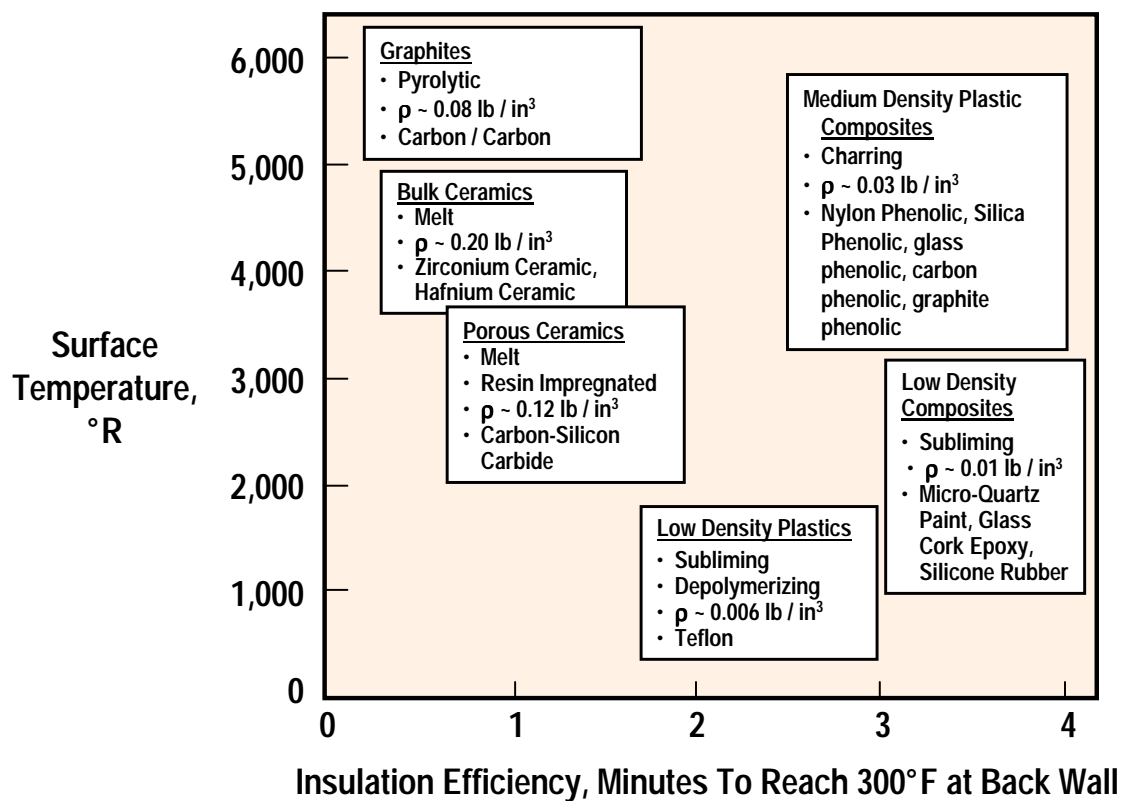 6,000
5,000
4,000
3,000
2,000
1,000
0
Surface
Temperature,
°R
Graphites
• Pyrolytic
• ρ ~ 0.08 lb / in³
• Carbon / Carbon
Bulk Ceramics
• Melt
• ρ ~ 0.20 lb / in³
• Zirconium Ceramic,
Hafnium Ceramic
Porous Ceramics
• Melt
• Resin Impregnated
• ρ ~ 0.12 lb / in³
• Carbon-Silicon
Carbide
Medium Density Plastic
Composites
• Charring
• ρ ~ 0.03 lb / in³
• Nylon Phenolic, Silica
Phenolic, glass
phenolic, carbon
phenolic, graphite
phenolic
Low Density
Composites
• Subliming
• ρ ~ 0.01 lb / in³
• Micro-Quartz
Paint, Glass
Cork Epoxy,
Silicone Rubber
Low Density Plastics
• Subliming
• Depolymerizing
• ρ ~ 0.006 lb / in³
• Teflon
0 1 2 3 4
Insulation Efficiency, Minutes To Reach 300°F at Back Wall